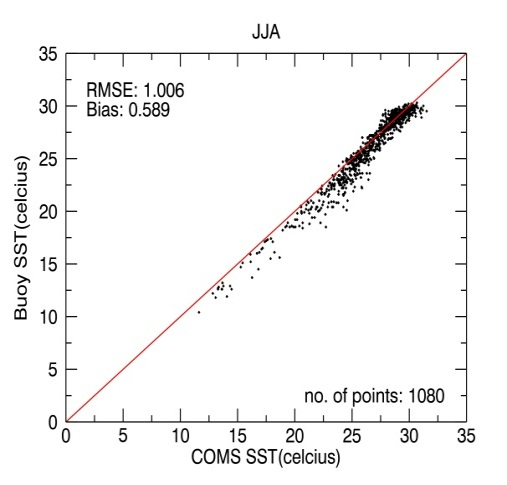 JJA
35
RMSE: 1.006
Bias: 0.589
30
25
20
15
10
5
0
Buoy SST(celcius)
no. of points: 1080
0 5 10 15 20 25 30 35
COMS SST(celcius)